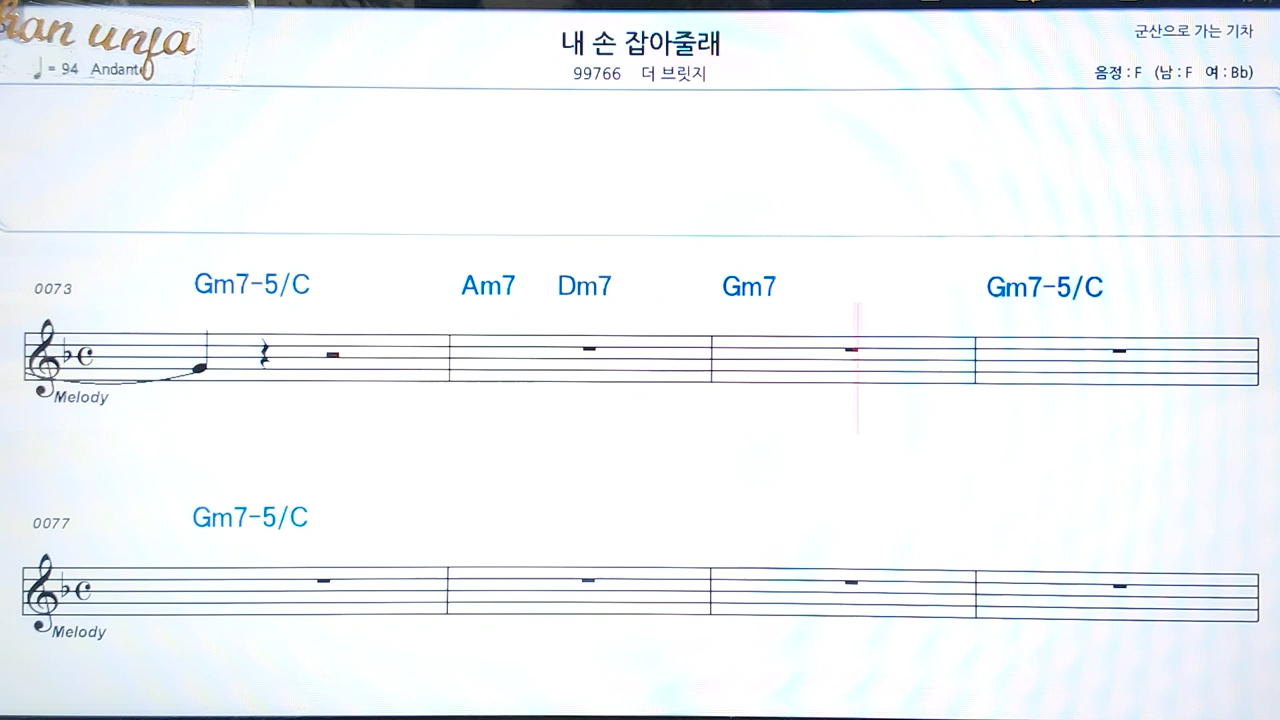 unja
내 손 잡아줄래
군산으로 가는 기차
= 94 Andante
99766 더 브릿지
음정 : F (남 : F 여 : Bb)
0073 Gm7-5/C Am7 Dm7 Gm7 Gm7-5/C
Melody
0077 Gm7-5/C
Melody